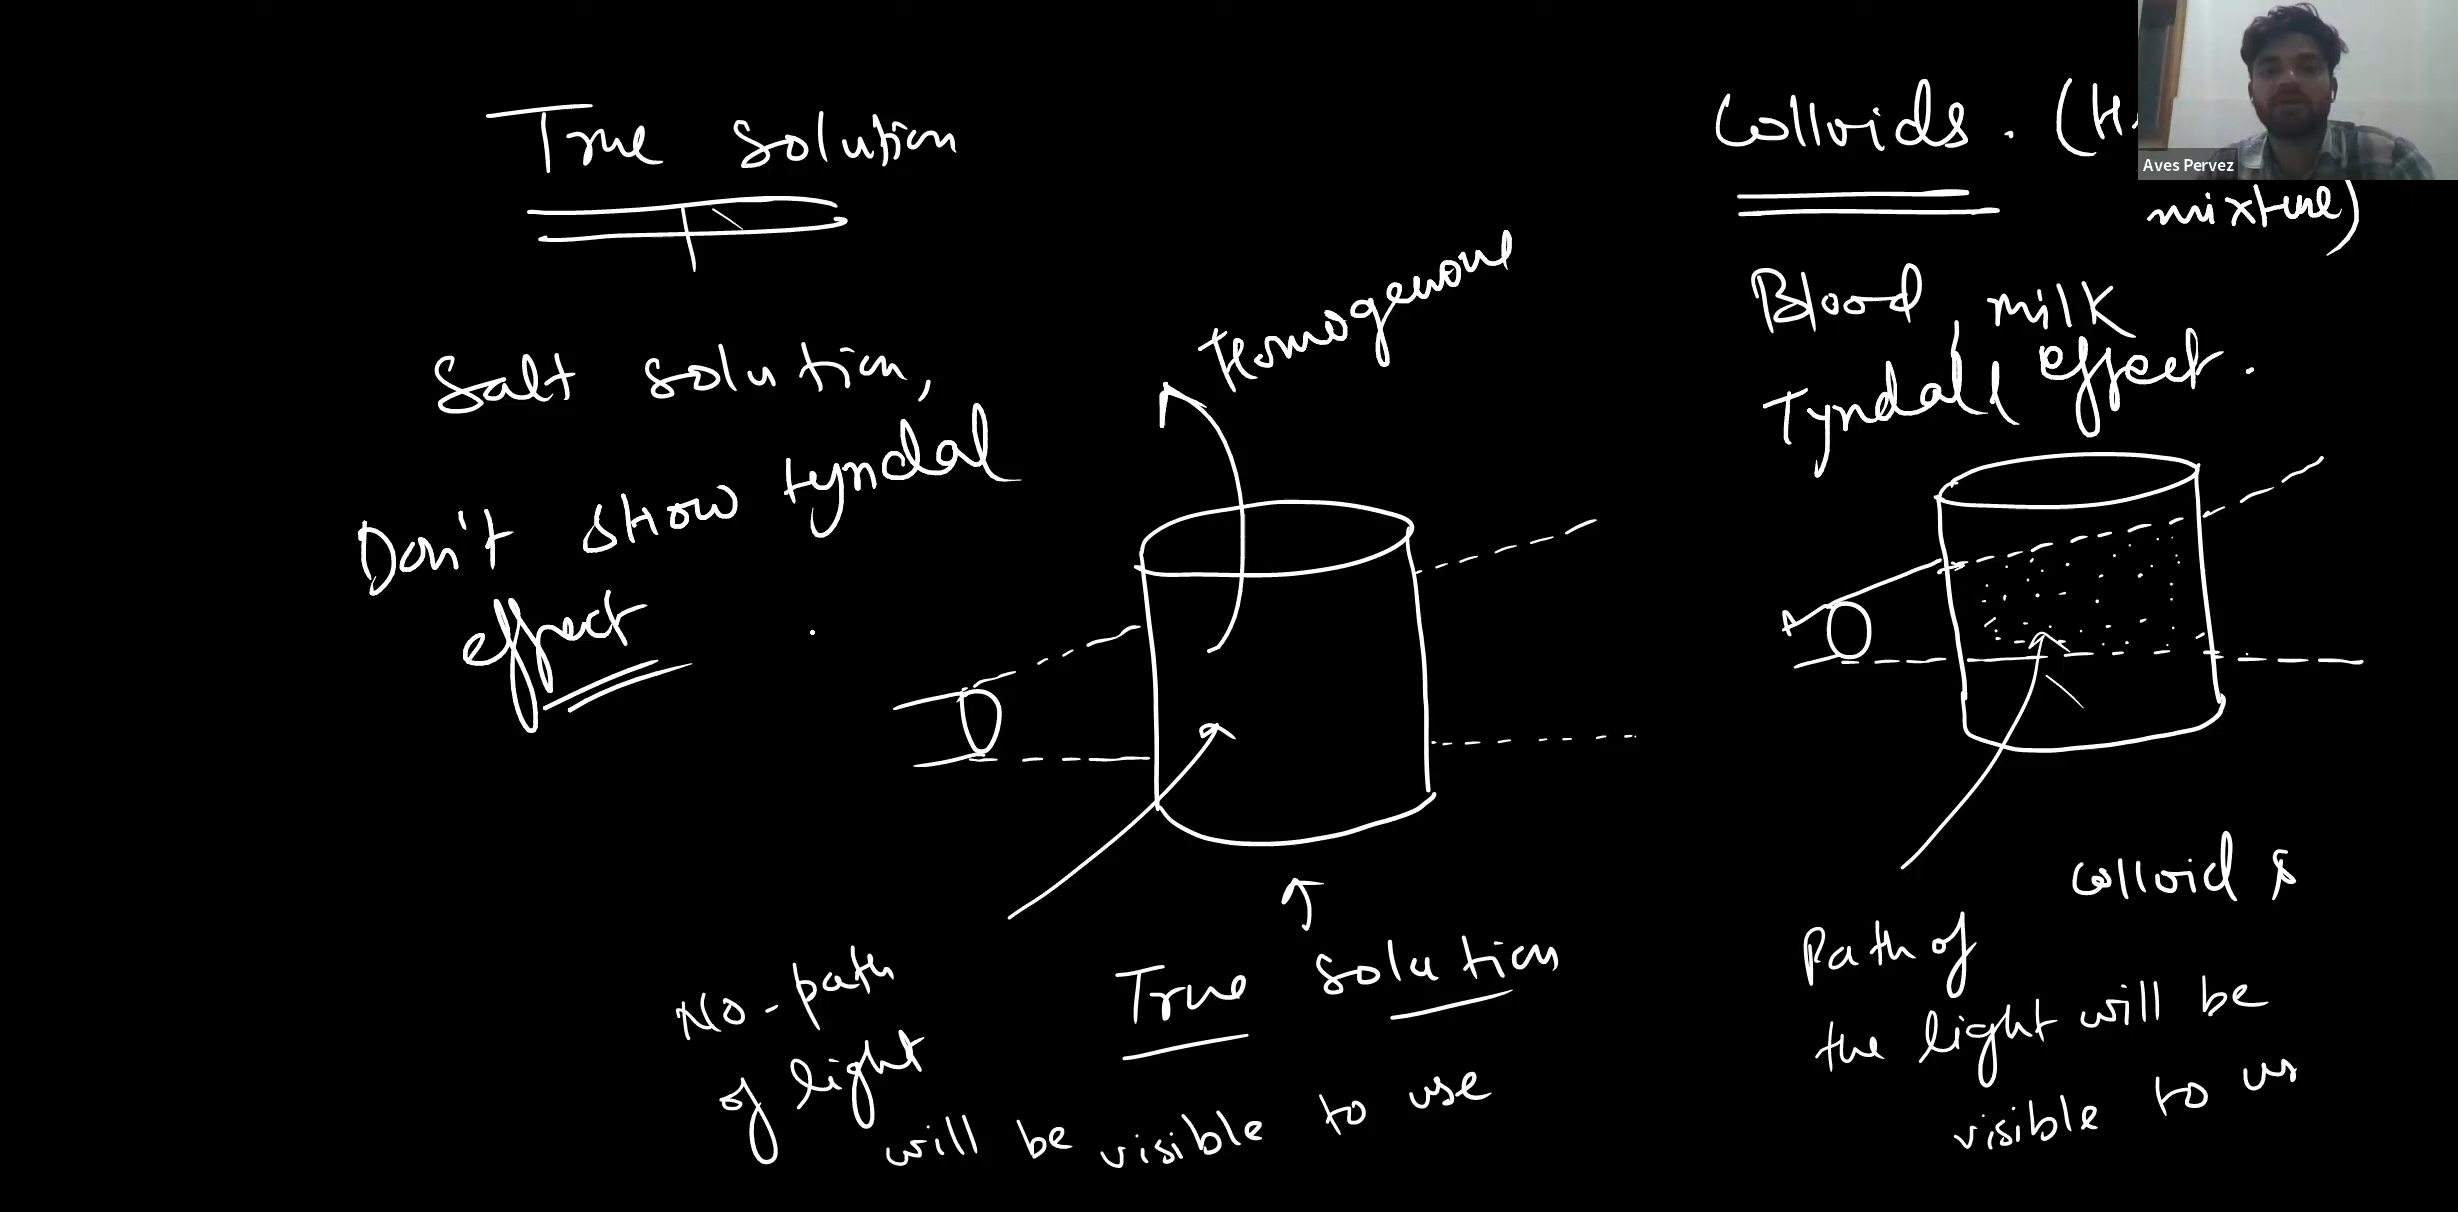 True solution
Colloids. (H
Aves Pervez
mixture)
Homogenous
Blood, milk
Tyndall effect.
Salt solution,
Don't show tyndal
effect
No-path
of light
will be visible to use
True solution
colloid
Path of
the light will be
visible to us